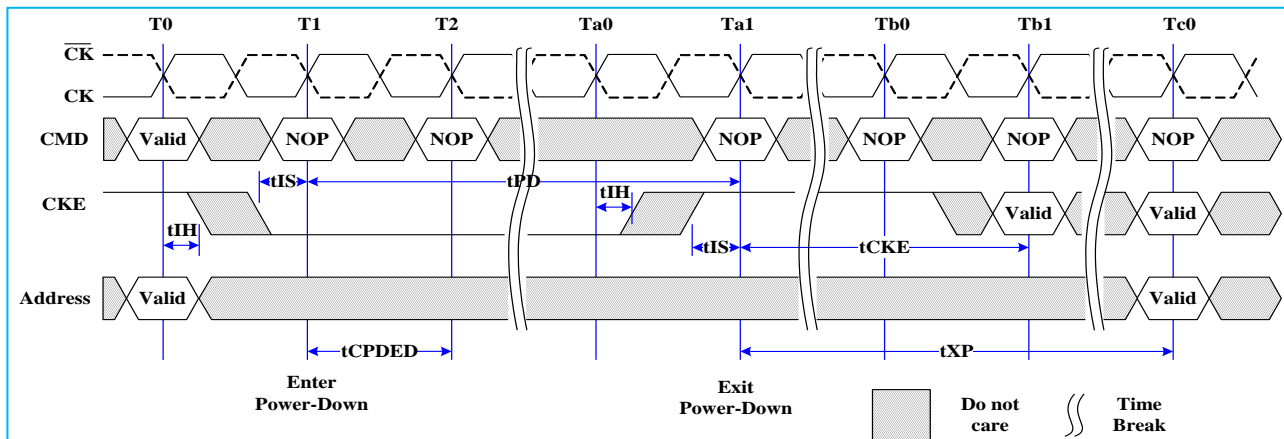 T0 T1 T2 Ta0 Ta1 Tb0 Tb1 Tc0
CK
CK
CMD Valid NOP NOP NOP NOP NOP NOP
tIS tPD tIH
CKE Valid
tIH tIS tCKE
Address Valid Valid
tCPDED tXP
Enter
Power-Down
Exit
Power-Down
Do not
care
Time
Break